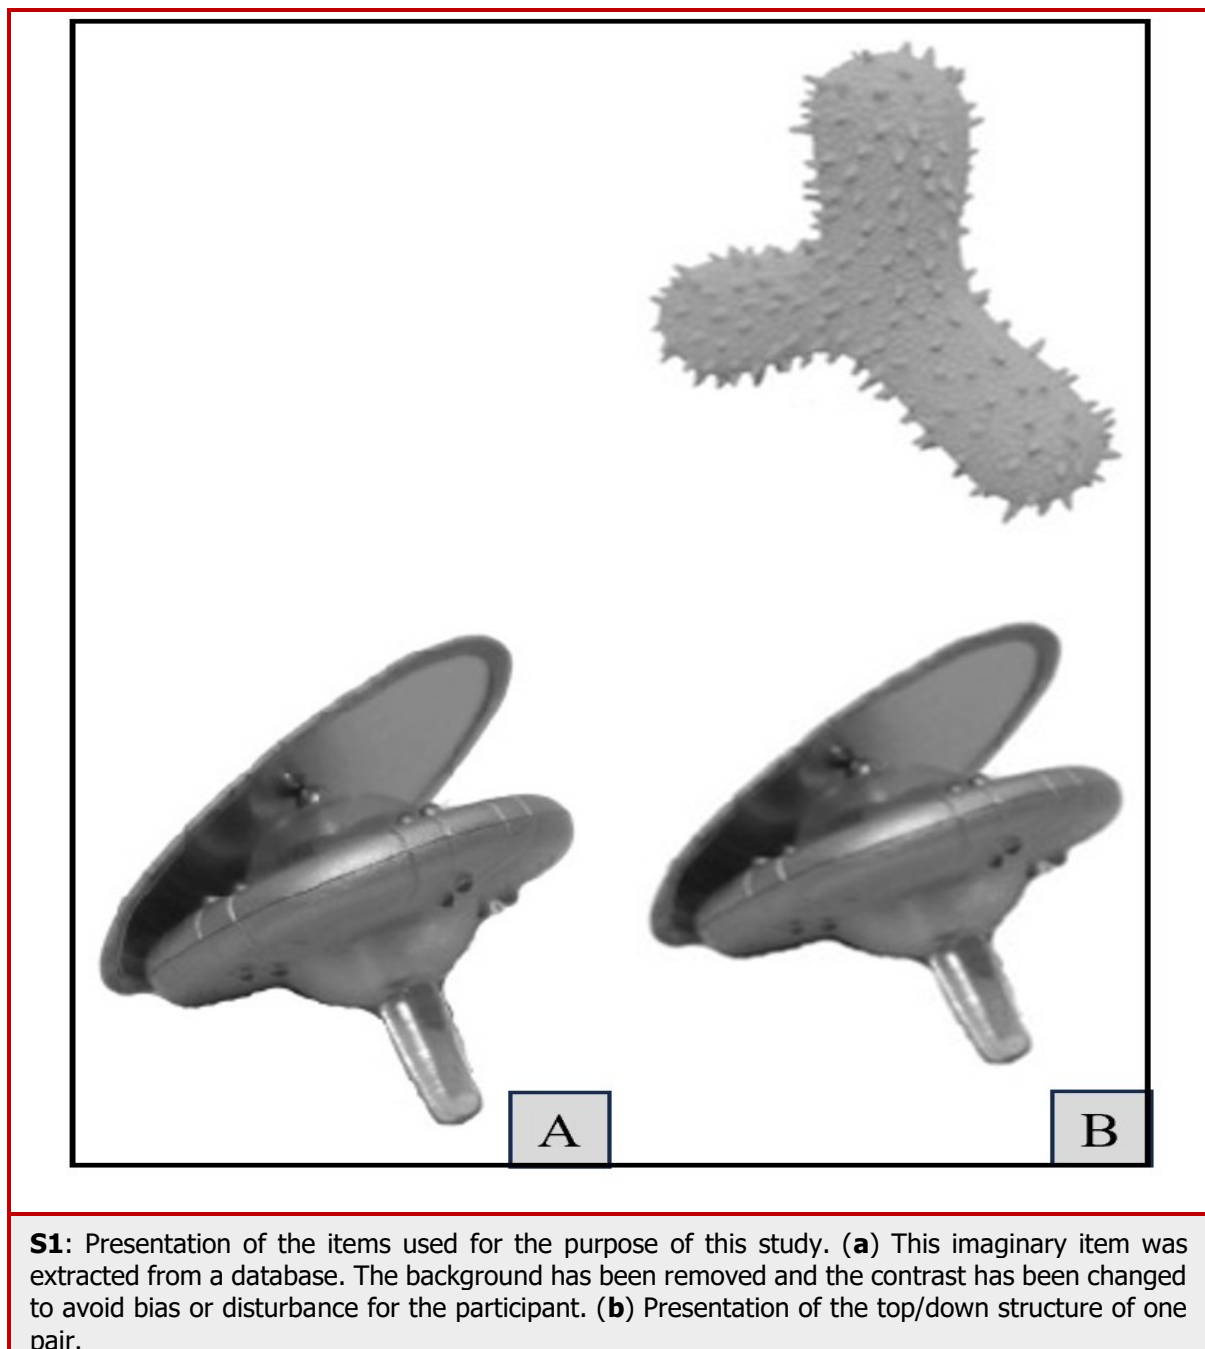 A
B
S1: Presentation of the items used for the purpose of this study. (a) This imaginary item was
extracted from a database. The background has been removed and the contrast has been changed
to avoid bias or disturbance for the participant. (b) Presentation of the top/down structure of one
pair.